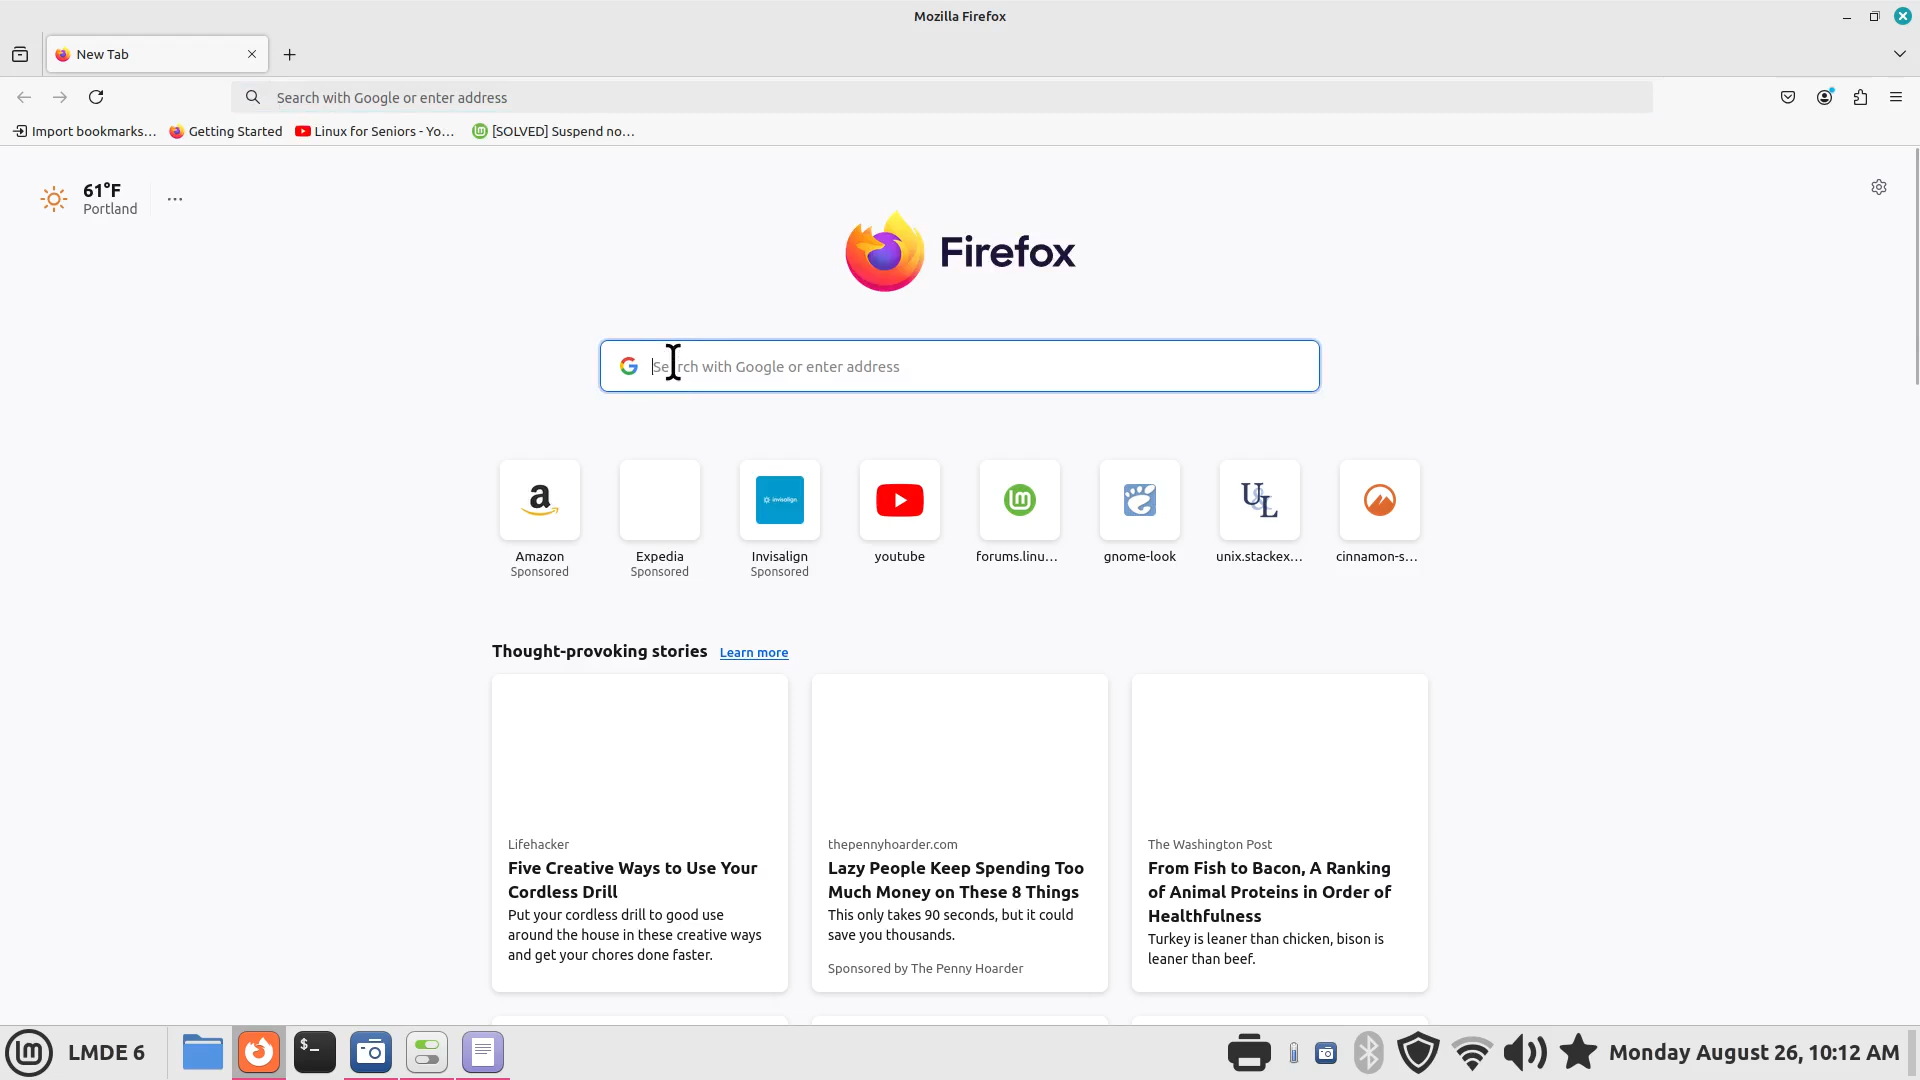 Mozilla Firefox
New Tab
Search with Google or enter address
Import bookmarks...
Getting Started
Linux for Seniors - Yo...
[SOLVED] Suspend no...
61°F
Portland
Firefox
Search with Google or enter address
a
invisalign
U&L
Amazon
Sponsored
Expedia
Sponsored
Invisalign
Sponsored
youtube
forums.linu...
gnome-look
unix.stackex...
cinnamon-s...
Thought-provoking stories Learn more
Lifehacker
Five Creative Ways to Use Your
Cordless Drill
Put your cordless drill to good use
around the house in these creative ways
and get your chores done faster.
thepennyhoarder.com
Lazy People Keep Spending Too
Much Money on These 8 Things
This only takes 90 seconds, but it could
save you thousands.
Sponsored by The Penny Hoarder
The Washington Post
From Fish to Bacon, A Ranking
of Animal Proteins in Order of
Healthfulness
Turkey is leaner than chicken, bison is
leaner than beef.
LMDE 6
$_
Monday August 26, 10:12 AM